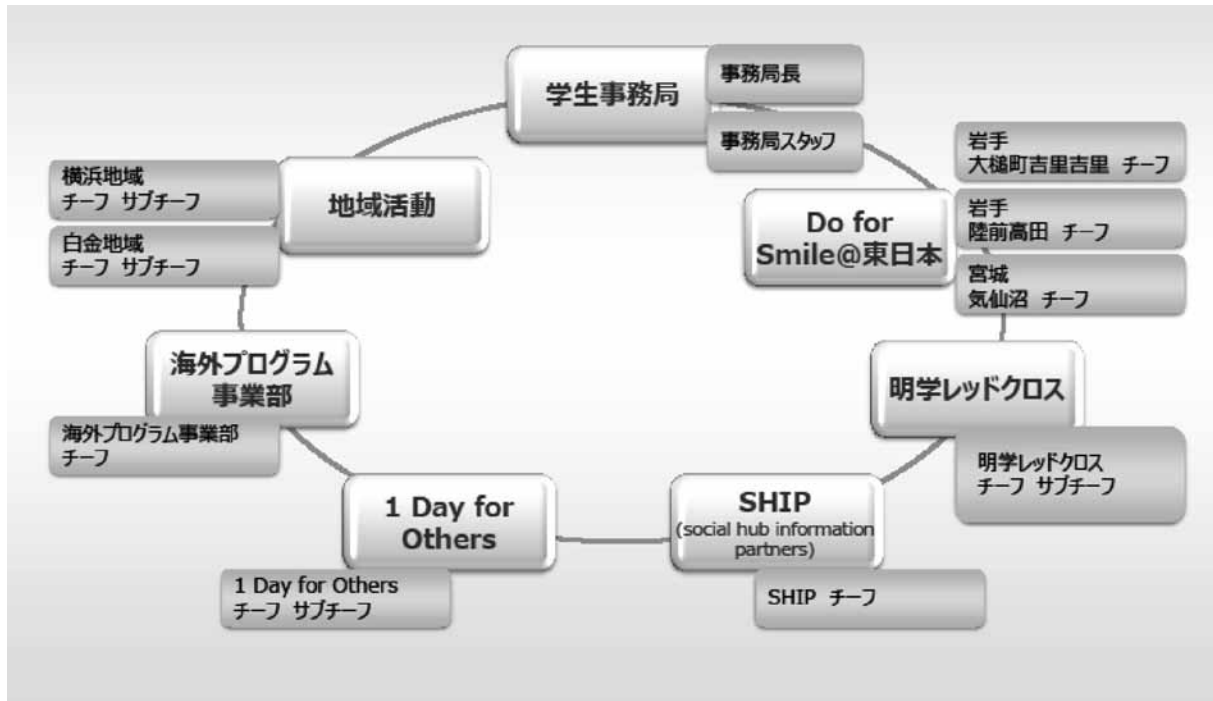 学生事務局
事務局長
事務局スタッフ
Do for
Smile@東日本
岩手
大槌町吉里吉里 チーフ
岩手
陸前高田 チーフ
宮城
気仙沼 チーフ
明学レッドクロス
明学レッドクロス
チーフ サブチーフ
SHIP
(social hub information
partners)
SHIP チーフ
1 Day for
Others
1 Day for Others
チーフ サブチーフ
海外プログラム
事業部
海外プログラム事業部
チーフ
地域活動
横浜地域
チーフ サブチーフ
白金地域
チーフ サブチーフ